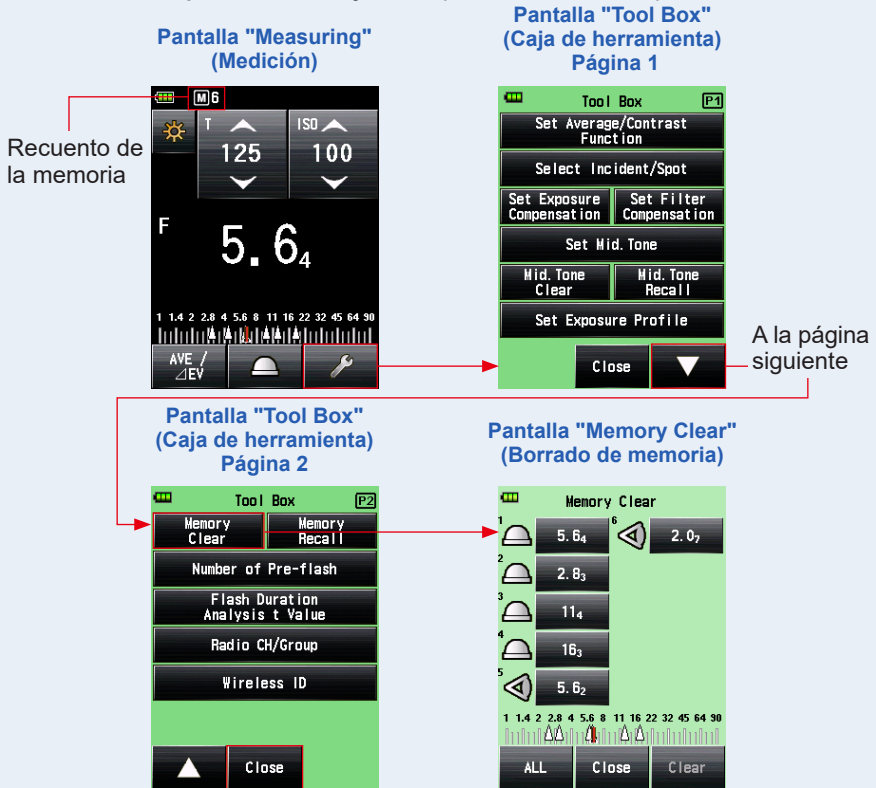 Pantalla "Measuring"
(Medición)
Pantalla "Tool Box"
(Caja de herramienta)
Página 1
Recuento de
la memoria
M 6
T
125
ISO
100
F
5.6₄
1 1.4 2 2.8 4 5.6 8 11 16 22 32 45 64 90
AVE /
⊿EV
Tool Box P1
Set Average/Contrast
Function
Select Incident/Spot
Set Exposure
Compensation
Set Filter
Compensation
Set Mid.Tone
Mid.Tone
Clear
Mid.Tone
Recall
Set Exposure Profile
Close
A la página
siguiente
Pantalla "Tool Box"
(Caja de herramienta)
Página 2
Tool Box P2
Memory
Clear
Memory
Recall
Number of Pre-flash
Flash Duration
Analysis t Value
Radio CH/Group
Wireless ID
Close
Pantalla "Memory Clear"
(Borrado de memoria)
Memory Clear
1 5.6₄
6 2.0₇
2 2.8₃
3 11₄
4 16₃
5 5.6₂
1 1.4 2 2.8 4 5.6 8 11 16 22 32 45 64 90
ALL Close Clear